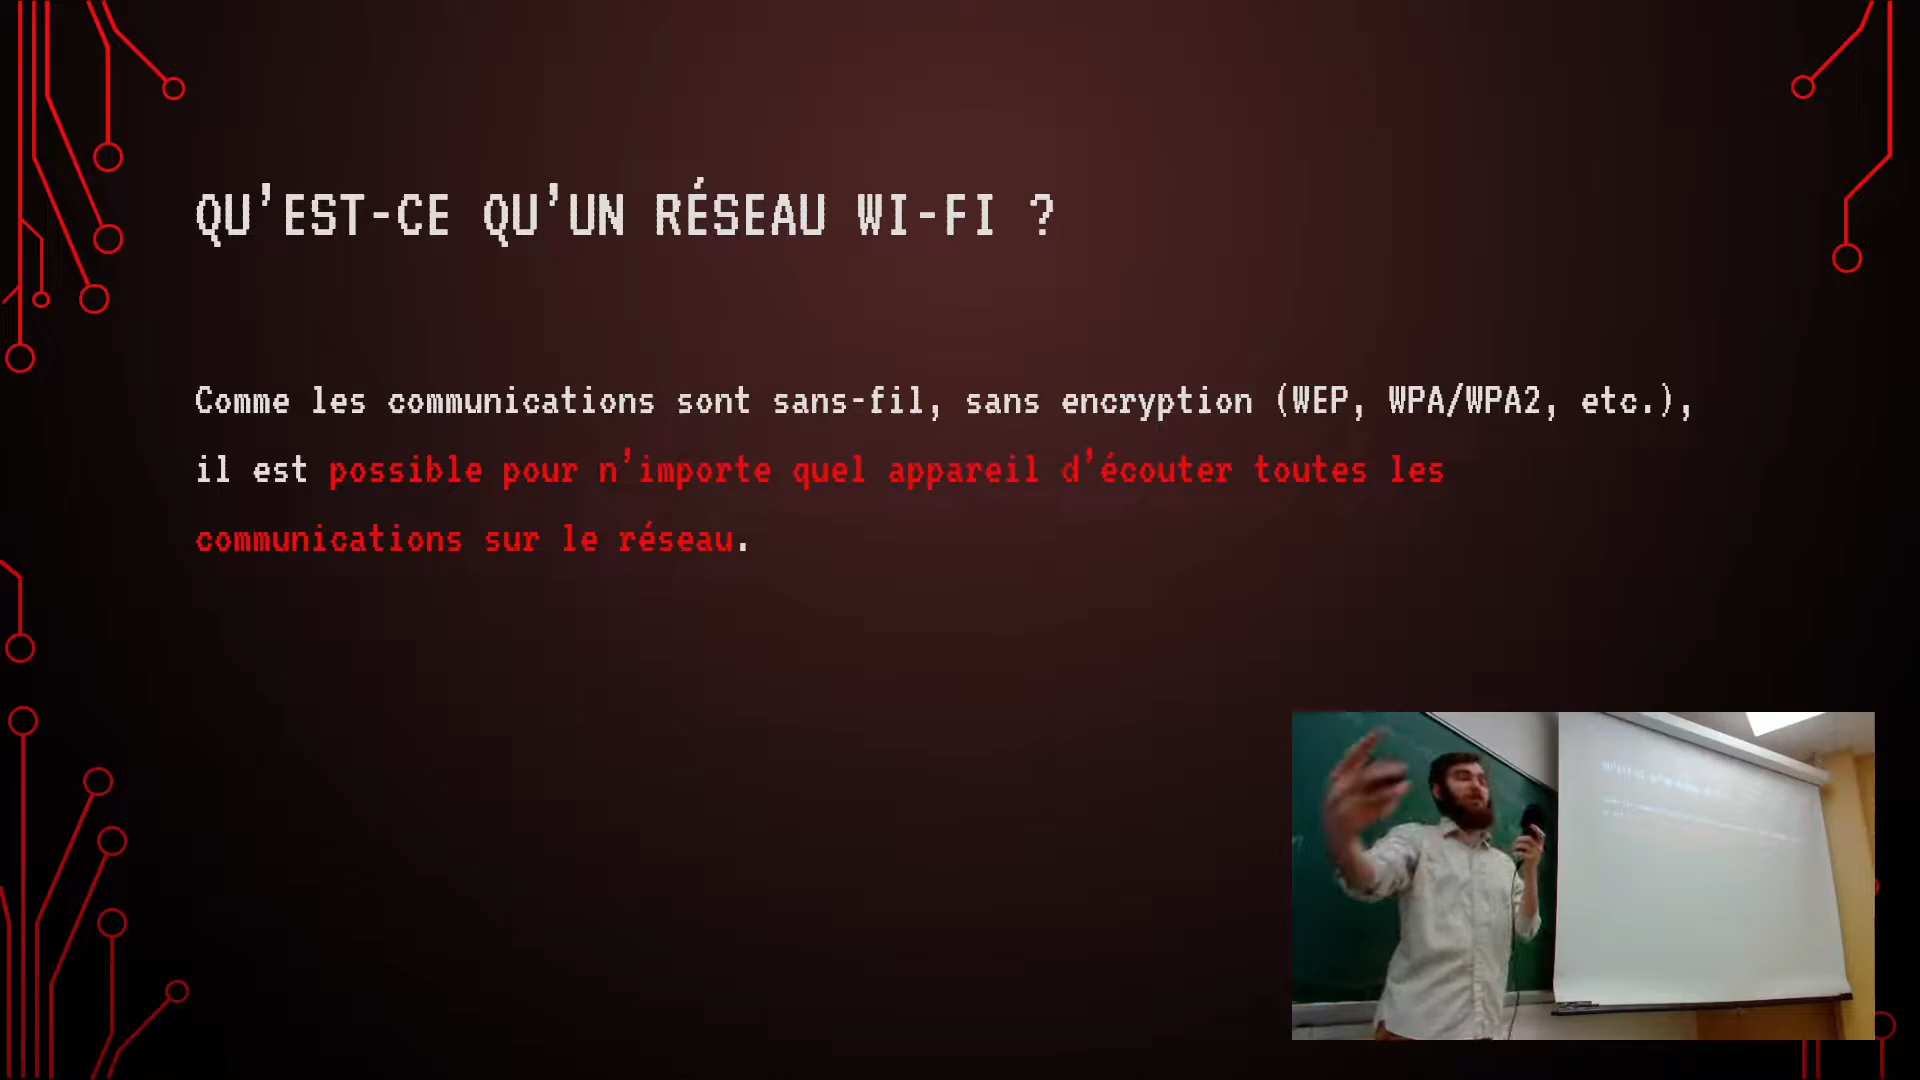 QU'EST-CE QU'UN RÉSEAU WI-FI ?
Comme les communications sont sans-fil, sans encryption (WEP, WPA/WPA2, etc.),
il est possible pour n'importe quel appareil d'écouter toutes les
communications sur le réseau.